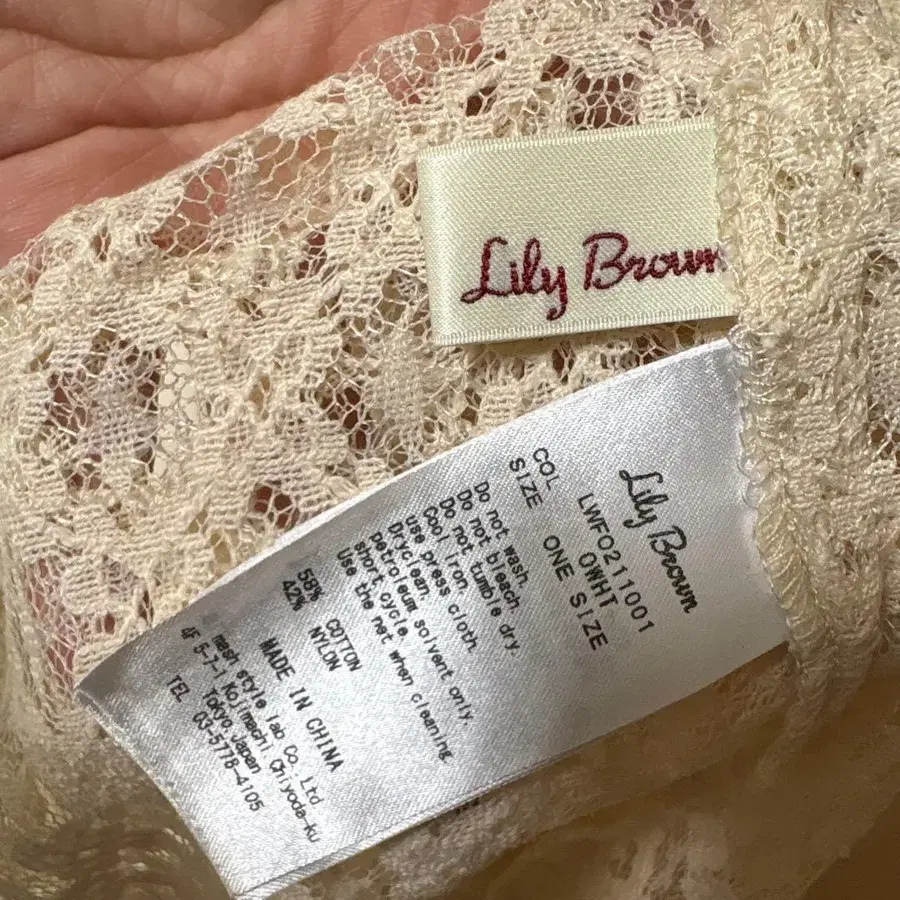 Lily Brown
Lily Brown
LWFO211001
COL OWHT
SIZE ONE SIZE
Do not wash.
Do not bleach.
Do not tumble dry.
Cool iron.
use press cloth.
Dryclean.
petroleum solvent only,
short cycle.
Use the net when cleaning
58% COTTON
42% NYLON
MADE IN CHINA
mash style lab Co.,Ltd
4F 5-7-1 Kojimachi Chiyoda-ku
Tokyo Japan
TEL 03-5778-4105